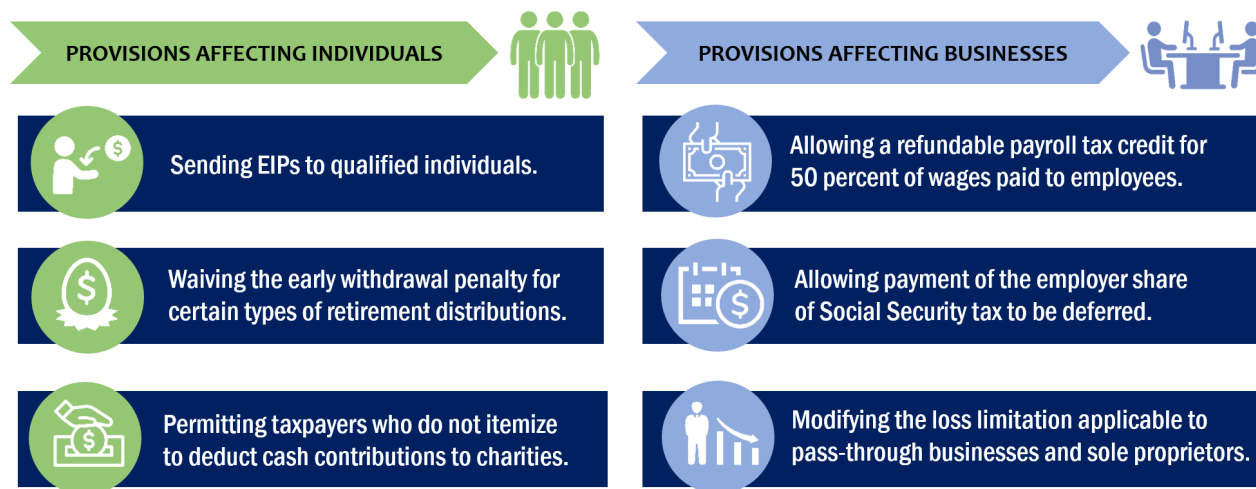 PROVISIONS AFFECTING INDIVIDUALS
Sending EIPs to qualified individuals.
Waiving the early withdrawal penalty for
certain types of retirement distributions.
Permitting taxpayers who do not itemize
to deduct cash contributions to charities.
PROVISIONS AFFECTING BUSINESSES
Allowing a refundable payroll tax credit for
50 percent of wages paid to employees.
Allowing payment of the employer share
of Social Security tax to be deferred.
Modifying the loss limitation applicable to
pass-through businesses and sole proprietors.